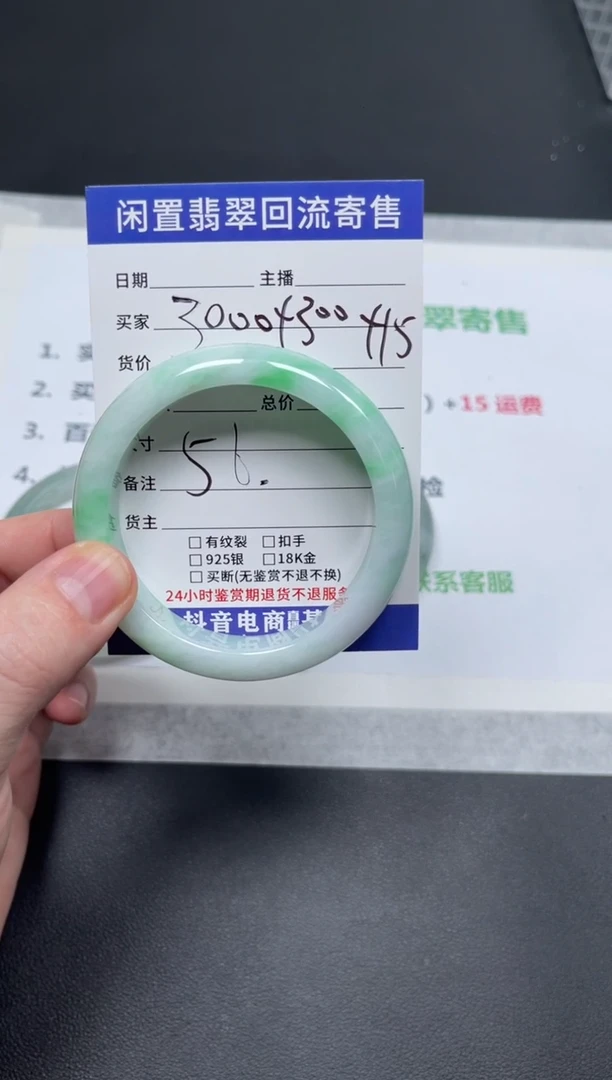 闲置翡翠回流寄售
日期 主播
买家 3000+300+15
货价
总价
寸 56.
备注
货主
□有纹裂 □扣手
□925银 □18K金
□买断(无鉴赏不退不换)
24小时鉴赏期退货不退服
抖音电商真基
翠寄售
1.
2. 买
) +15 运费
3. 百
4.
检
联系客服